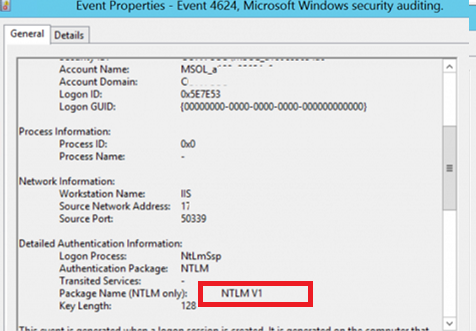 Event Properties - Event 4624, Microsoft Windows security auditing.
General Details
Account Name: MSOL_a
Account Domain: C
Logon ID: 0x5E7E53
Logon GUID: {00000000-0000-0000-0000-000000000000}
Process Information:
Process ID: 0x0
Process Name: -
Network Information:
Workstation Name: IIS
Source Network Address: 17
Source Port: 50339
Detailed Authentication Information:
Logon Process: NtLmSsp
Authentication Package: NTLM
Transited Services: -
Package Name (NTLM only): NTLM V1
Key Length: 128
This event is generated when a logon session is created. It is generated on the computer that